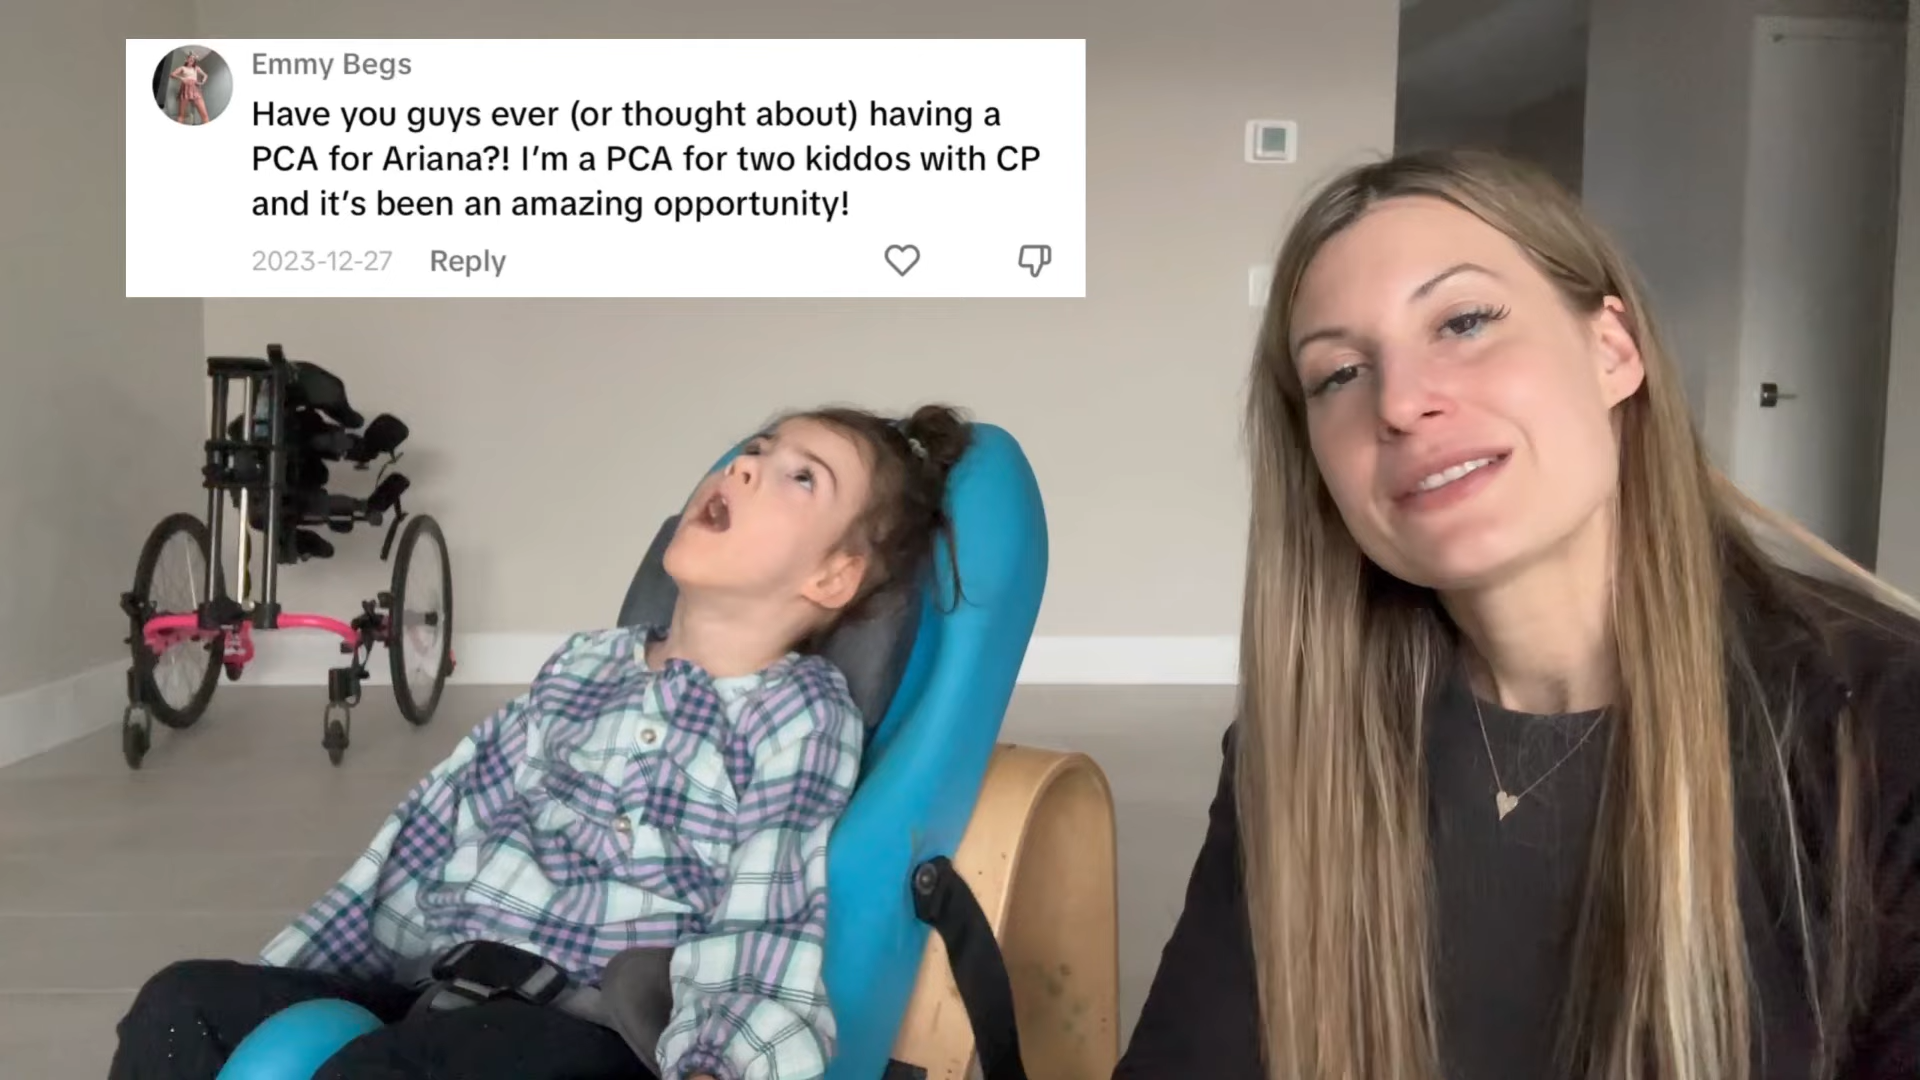 Emmy Begs
Have you guys ever (or thought about) having a
PCA for Ariana?! I’m a PCA for two kiddos with CP
and it’s been an amazing opportunity!
2023-12-27 Reply